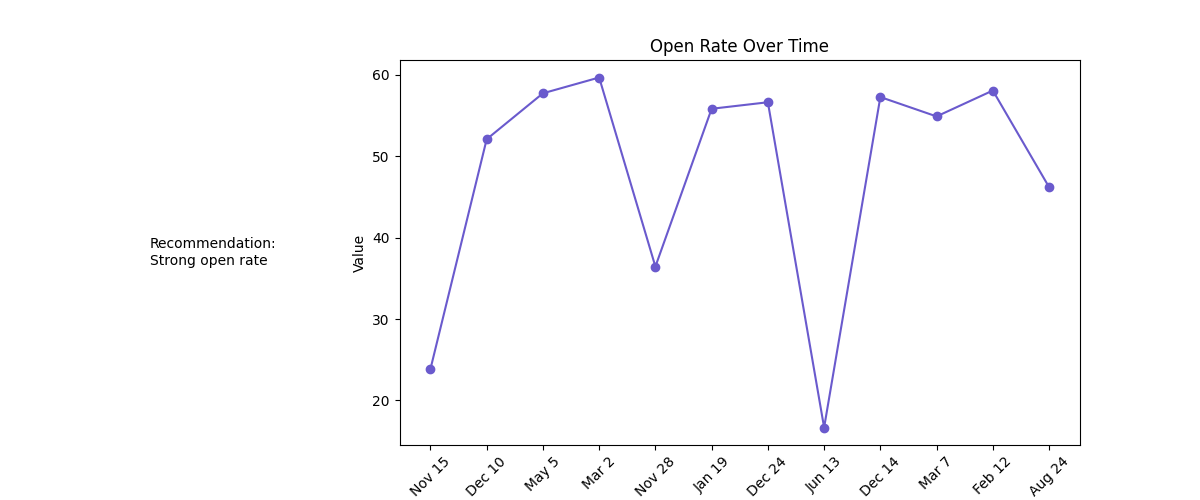 Open Rate Over Time
Recommendation:
Strong open rate
Value
60
50
40
30
20
Nov 15
Dec 10
May 5
Mar 2
Nov 28
Jan 19
Dec 24
Jun 13
Dec 14
Mar 7
Feb 12
Aug 24